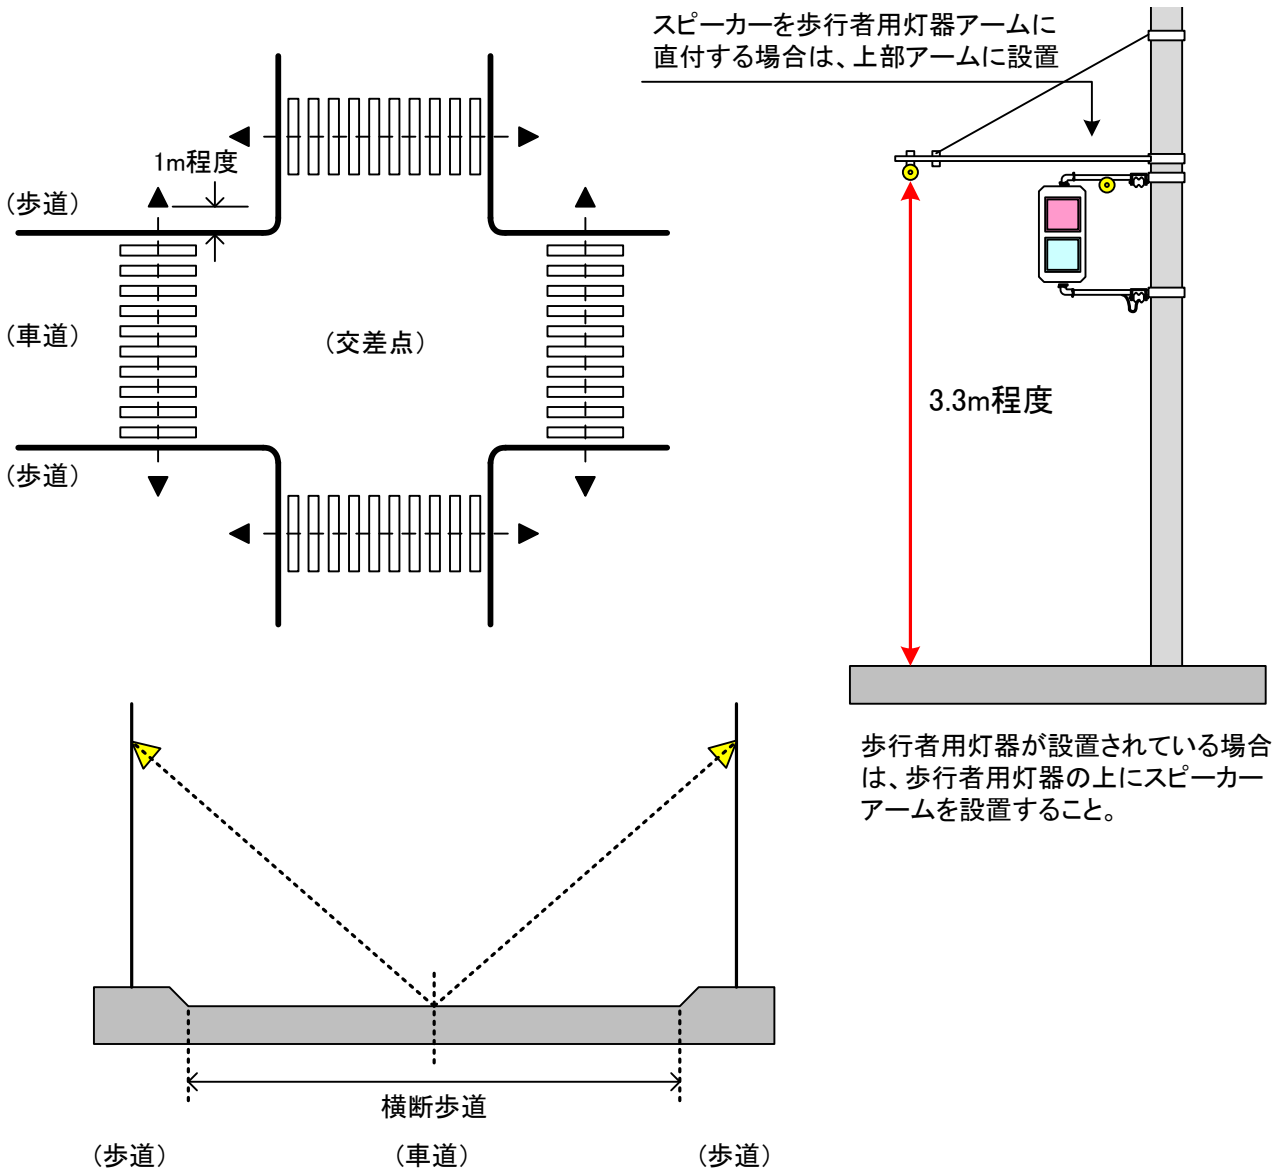 スピーカーを歩行者用灯器アームに
直付する場合は、上部アームに設置
1m程度
(歩道)
(車道)
(交差点)
(歩道)
3.3m程度
歩行者用灯器が設置されている場合
は、歩行者用灯器の上にスピーカー
アームを設置すること。
横断歩道
(歩道)
(車道)
(歩道)